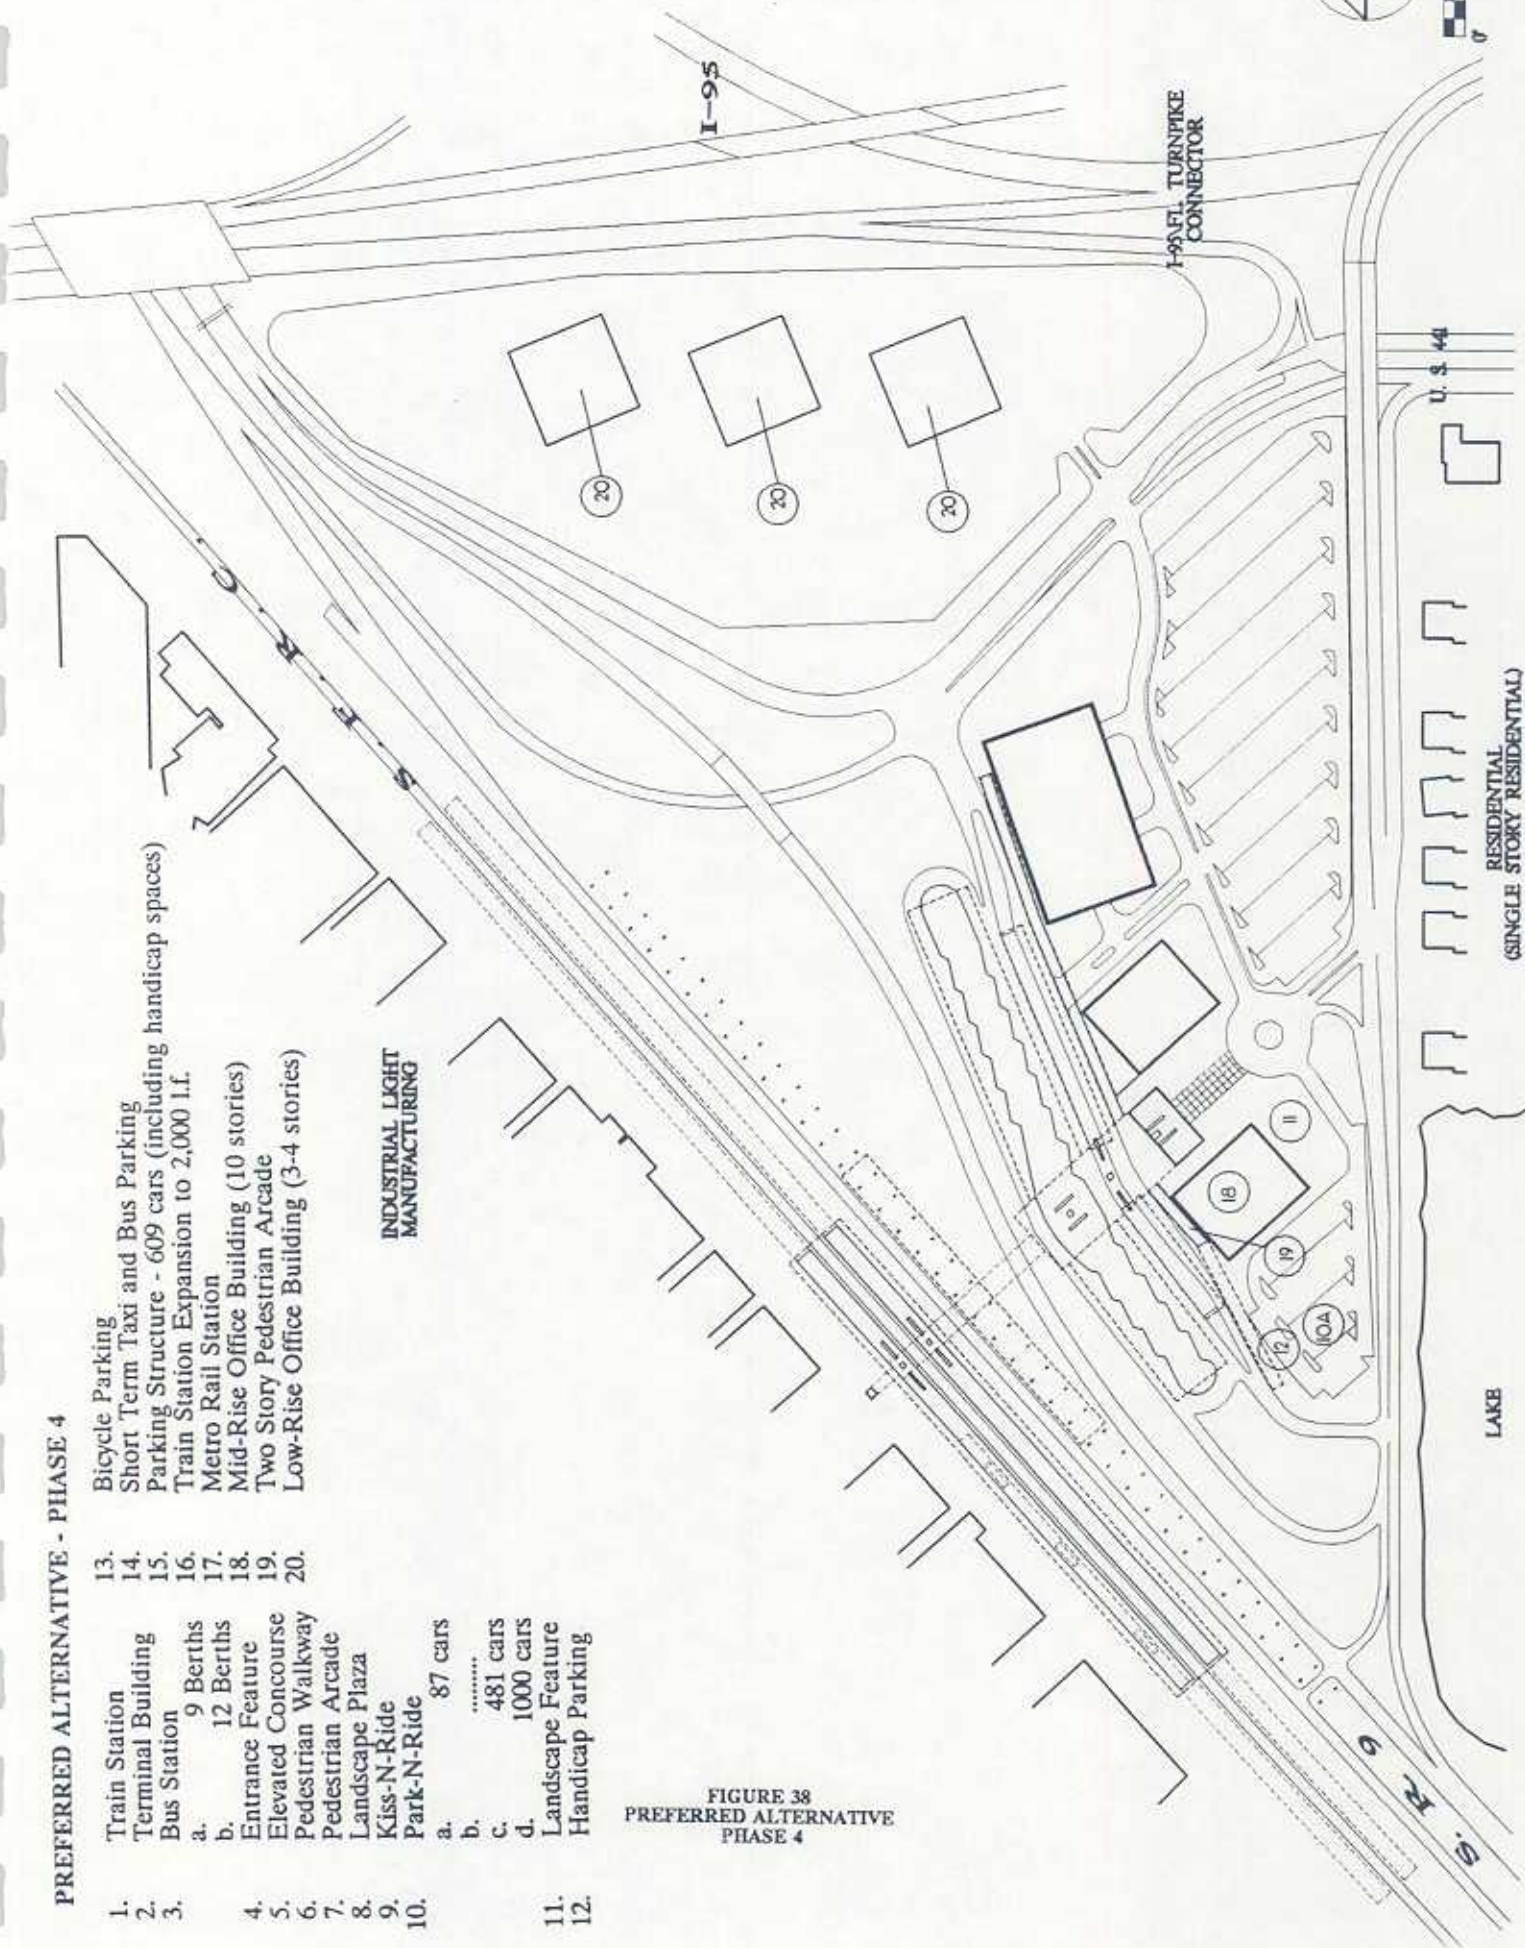 PREFERRED ALTERNATIVE - PHASE 4
1. Train Station
2. Terminal Building
3. Bus Station
a. 9 Berths
b. 12 Berths
4. Entrance Feature
5. Elevated Concourse
6. Pedestrian Walkway
7. Pedestrian Arcade
8. Landscape Plaza
9. Kiss-N-Ride
10. Park-N-Ride
a. 87 cars
b. ..........
c. 481 cars
d. 1000 cars
11. Landscape Feature
12. Handicap Parking
13. Bicycle Parking
14. Short Term Taxi and Bus Parking
15. Parking Structure - 609 cars (including handicap spaces)
16. Train Station Expansion to 2,000 l.f.
17. Metro Rail Station
18. Mid-Rise Office Building (10 stories)
19. Two Story Pedestrian Arcade
20. Low-Rise Office Building (3-4 stories)
INDUSTRIAL LIGHT
MANUFACTURING
FIGURE 38
PREFERRED ALTERNATIVE
PHASE 4
S. F. R. C.
I-95
I-95\FL. TURNPIKE
CONNECTOR
U. S. 441
20
20
20
18
11
19
12
10A
S. R. 9
LAKE
RESIDENTIAL
(SINGLE STORY RESIDENTIAL)
0'